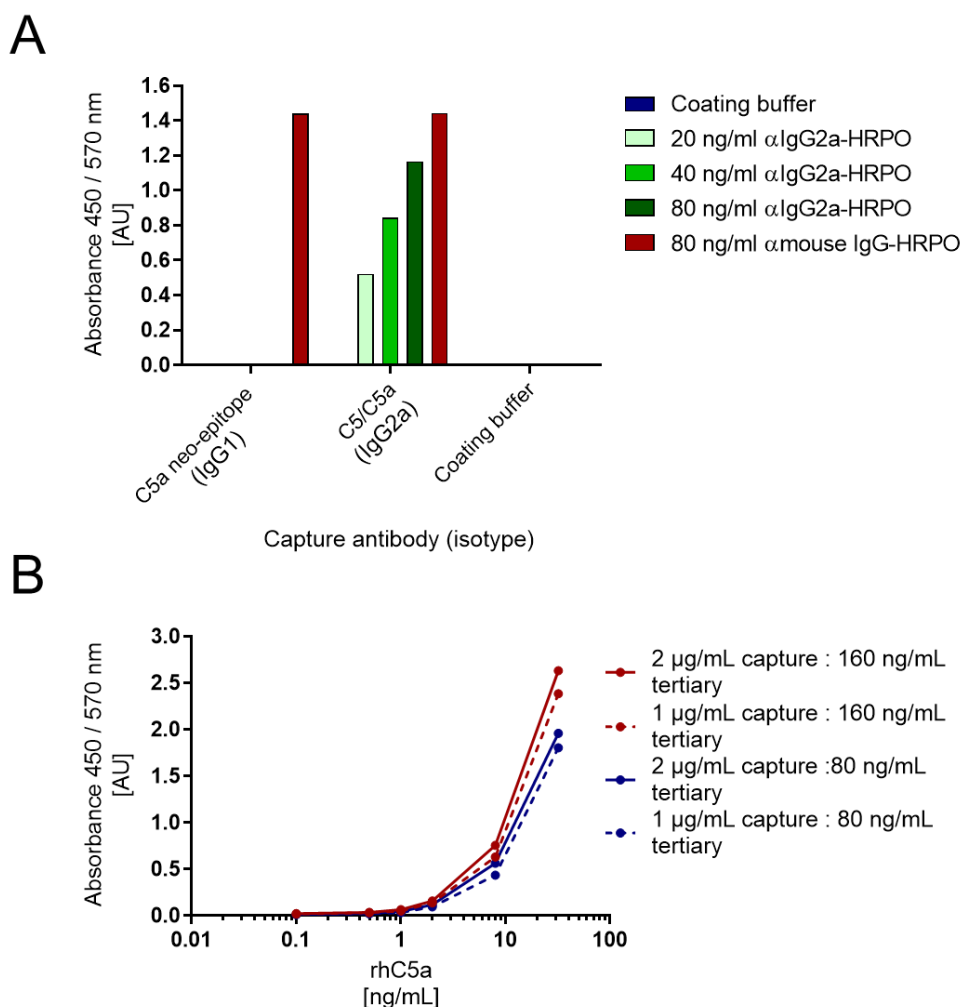 A
Absorbance 450 / 570 nm
[AU]
1.6
1.4
1.2
1.0
0.8
0.6
0.4
0.2
0.0
C5a neo-epitope
(IgG1)
C5/C5a
(IgG2a)
Coating buffer
Capture antibody (isotype)
Coating buffer
20 ng/ml αIgG2a-HRPO
40 ng/ml αIgG2a-HRPO
80 ng/ml αIgG2a-HRPO
80 ng/ml αmouse IgG-HRPO
B
Absorbance 450 / 570 nm
[AU]
3.0
2.5
2.0
1.5
1.0
0.5
0.0
0.01
0.1
1
10
100
rhC5a
[ng/mL]
2 µg/mL capture : 160 ng/mL
tertiary
1 µg/mL capture : 160 ng/mL
tertiary
2 µg/mL capture :80 ng/mL
tertiary
1 µg/mL capture : 80 ng/mL
tertiary